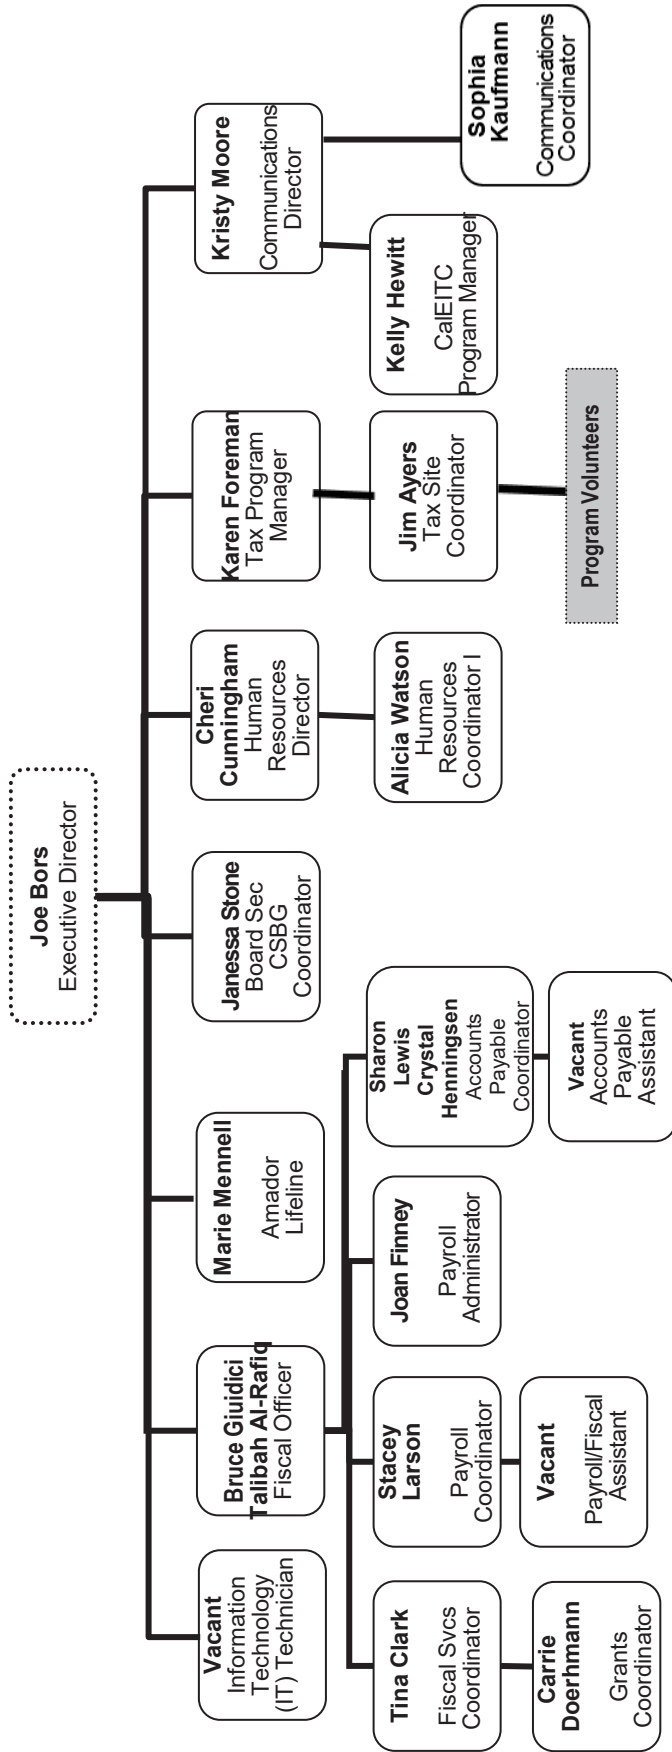 Joe Bors
Executive Director
Vacant
Information
Technology
(IT) Technician
Bruce Giuidici
Talibah Al-Rafiq
Fiscal Officer
Marie Mennell
Amador
Lifeline
Janessa Stone
Board Sec
CSBG
Coordinator
Cheri
Cunningham
Human
Resources
Director
Karen Foreman
Tax Program
Manager
Kristy Moore
Communications
Director
Tina Clark
Fiscal Svcs
Coordinator
Stacey
Larson
Payroll
Coordinator
Joan Finney
Payroll
Administrator
Sharon
Lewis
Crystal
Henningsen
Accounts
Payable
Coordinator
Alicia Watson
Human
Resources
Coordinator I
Jim Ayers
Tax Site
Coordinator
Kelly Hewitt
CalEITC
Program Manager
Sophia
Kaufmann
Communications
Coordinator
Carrie
Doerhmann
Grants
Coordinator
Vacant
Payroll/Fiscal
Assistant
Vacant
Accounts
Payable
Assistant
Program Volunteers